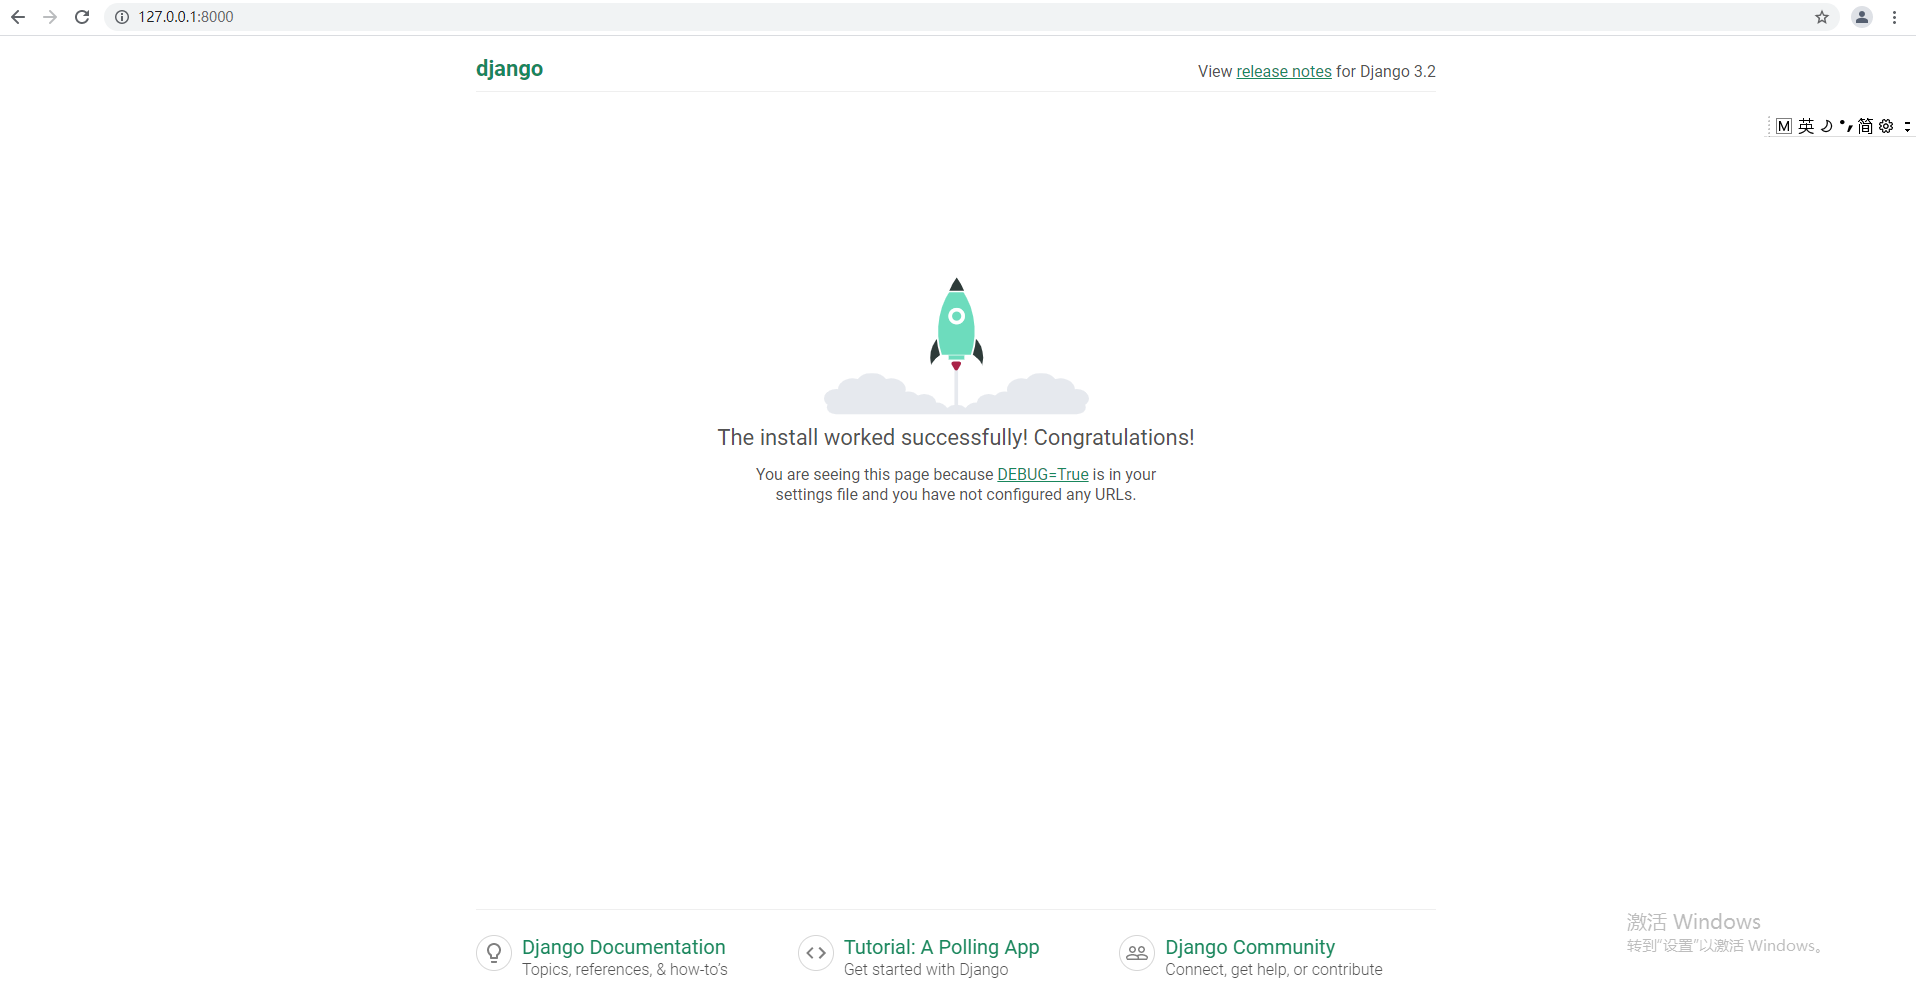 127.0.0.1:8000
django
View release notes for Django 3.2
M 英 简
The install worked successfully! Congratulations!
You are seeing this page because DEBUG=True is in your
settings file and you have not configured any URLs.
激活 Windows
转到“设置”以激活 Windows。
Django Documentation
Topics, references, & how-to’s
Tutorial: A Polling App
Get started with Django
Django Community
Connect, get help, or contribute